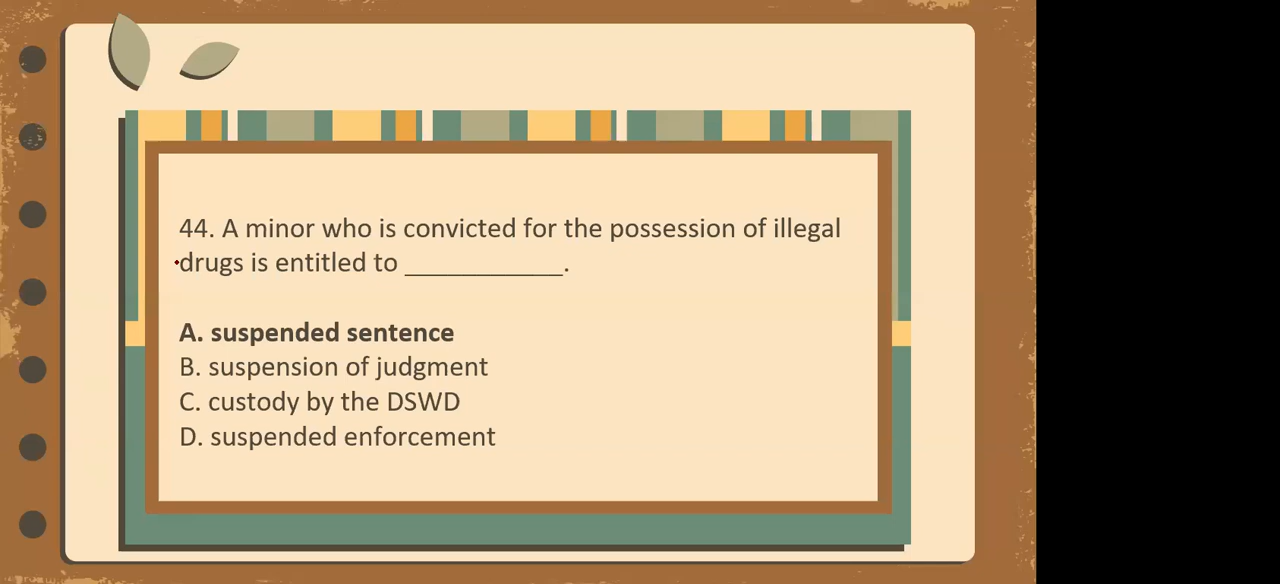 44. A minor who is convicted for the possession of illegal
drugs is entitled to ___________.
A. suspended sentence
B. suspension of judgment
C. custody by the DSWD
D. suspended enforcement